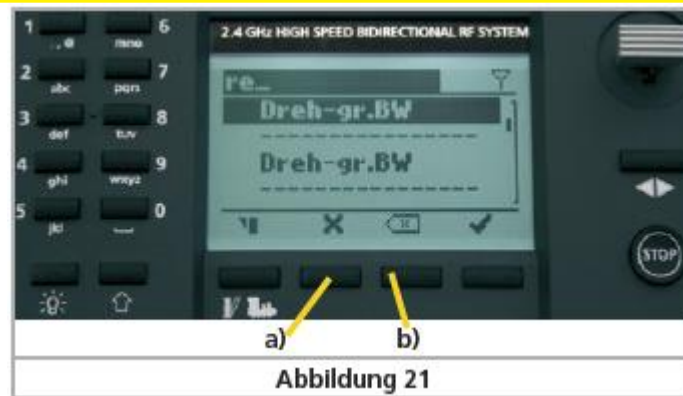 2.4 GHz HIGH SPEED BIDIRECTIONAL RF SYSTEM
1 6
. , @ mno
2 7
abc pqrs
3 8
def tuv
4 9
ghi wxyz
5 0
jkl
re_
Dreh-gr.BW
Dreh-gr.BW
STOP
a) b)
Abbildung 21